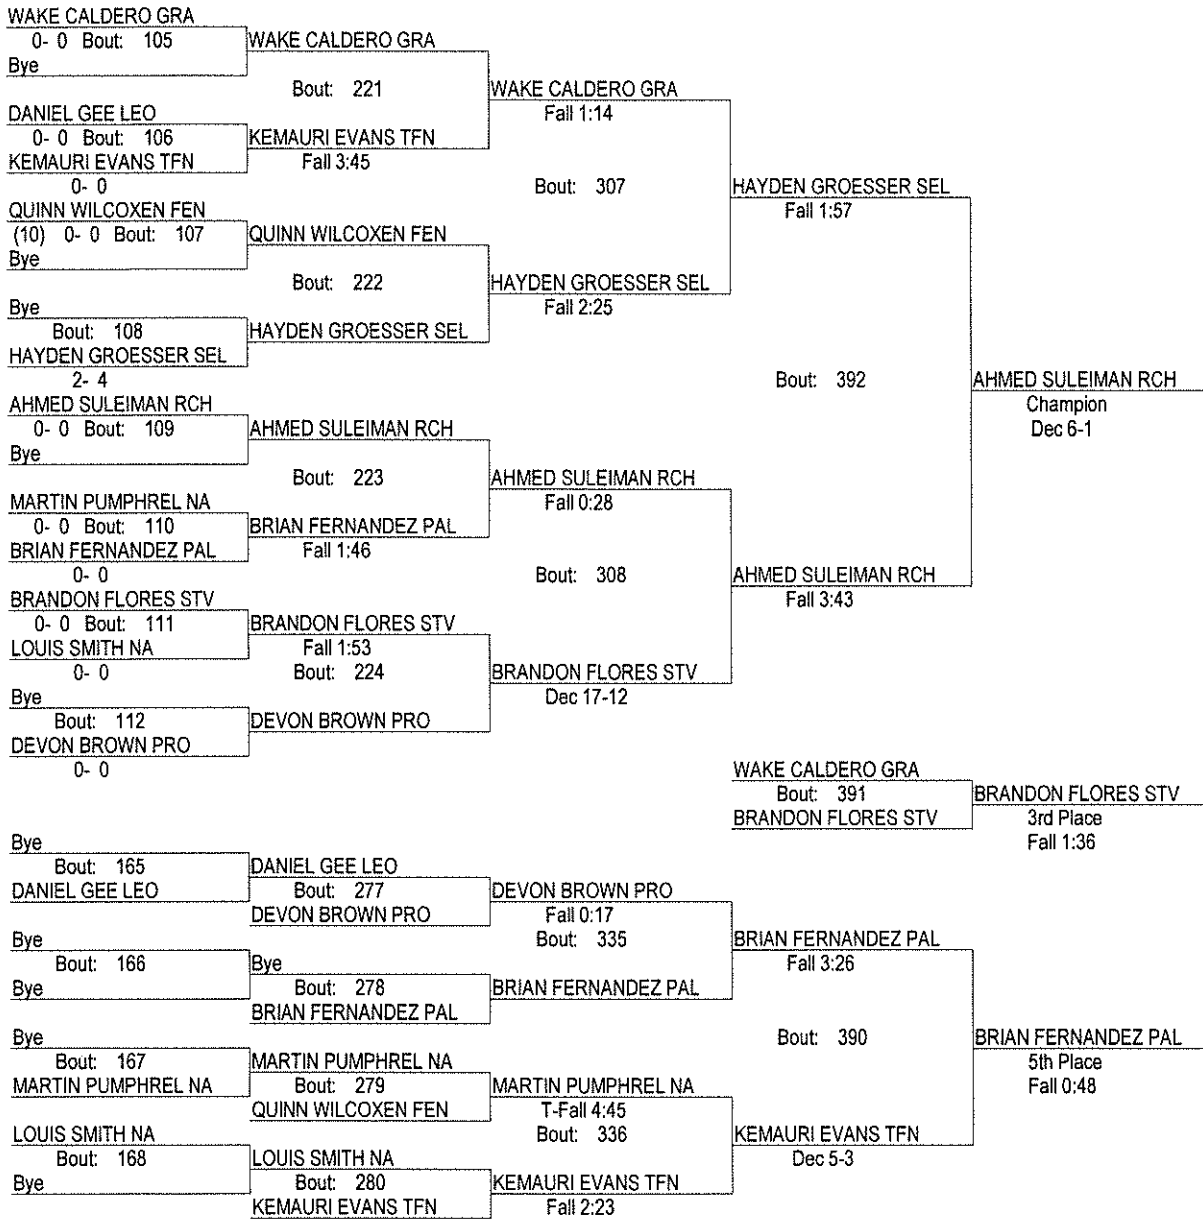 WAKE CALDERO GRA
0- 0 Bout: 105
Bye
WAKE CALDERO GRA
Bout: 221
DANIEL GEE LEO
0- 0 Bout: 106
KEMAURI EVANS TFN
0- 0
KEMAURI EVANS TFN
Fall 3:45
WAKE CALDERO GRA
Fall 1:14
Bout: 307
QUINN WILCOXEN FEN
(10) 0- 0 Bout: 107
Bye
QUINN WILCOXEN FEN
Bout: 222
Bye
Bout: 108
HAYDEN GROESSER SEL
2- 4
HAYDEN GROESSER SEL
HAYDEN GROESSER SEL
Fall 2:25
HAYDEN GROESSER SEL
Fall 1:57
Bout: 392
AHMED SULEIMAN RCH
Champion
Dec 6-1
AHMED SULEIMAN RCH
0- 0 Bout: 109
Bye
AHMED SULEIMAN RCH
Bout: 223
MARTIN PUMPHREL NA
0- 0 Bout: 110
BRIAN FERNANDEZ PAL
0- 0
BRIAN FERNANDEZ PAL
Fall 1:46
AHMED SULEIMAN RCH
Fall 0:28
Bout: 308
BRANDON FLORES STV
0- 0 Bout: 111
LOUIS SMITH NA
0- 0
BRANDON FLORES STV
Fall 1:53
Bout: 224
Bye
Bout: 112
DEVON BROWN PRO
0- 0
DEVON BROWN PRO
BRANDON FLORES STV
Dec 17-12
AHMED SULEIMAN RCH
Fall 3:43
WAKE CALDERO GRA
Bout: 391
BRANDON FLORES STV
BRANDON FLORES STV
3rd Place
Fall 1:36
Bye
Bout: 165
DANIEL GEE LEO
DANIEL GEE LEO
Bout: 277
DEVON BROWN PRO
DEVON BROWN PRO
Fall 0:17
Bout: 335
Bye
Bout: 166
Bye
Bye
Bout: 278
BRIAN FERNANDEZ PAL
BRIAN FERNANDEZ PAL
BRIAN FERNANDEZ PAL
Fall 3:26
Bout: 390
Bye
Bout: 167
MARTIN PUMPHREL NA
MARTIN PUMPHREL NA
Bout: 279
QUINN WILCOXEN FEN
MARTIN PUMPHREL NA
T-Fall 4:45
Bout: 336
LOUIS SMITH NA
Bout: 168
Bye
LOUIS SMITH NA
Bout: 280
KEMAURI EVANS TFN
KEMAURI EVANS TFN
Fall 2:23
KEMAURI EVANS TFN
Dec 5-3
BRIAN FERNANDEZ PAL
5th Place
Fall 0:48